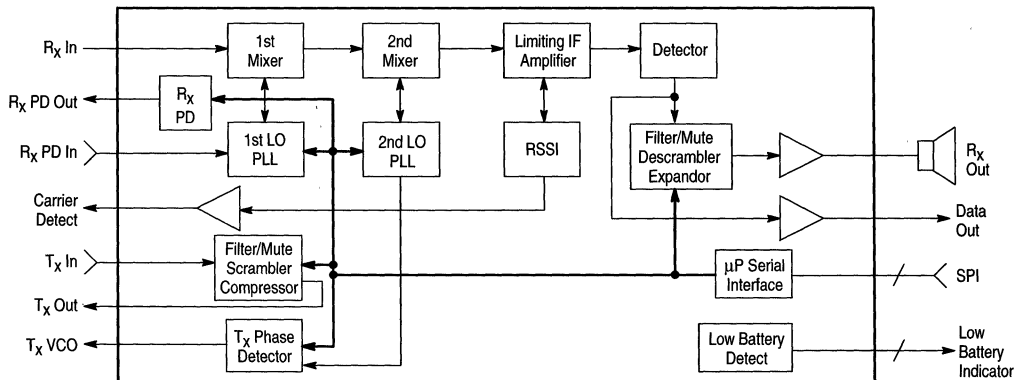 Rx In
1st
Mixer
2nd
Mixer
Limiting IF
Amplifier
Detector
Rx PD Out
Rx
PD
Rx PD In
1st LO
PLL
2nd LO
PLL
RSSI
Filter/Mute
Descrambler
Expandor
Rx
Out
Carrier
Detect
Data
Out
Tx In
Filter/Mute
Scrambler
Compressor
µP Serial
Interface
SPI
Tx Out
Tx VCO
Tx Phase
Detector
Low Battery
Detect
Low
Battery
Indicator